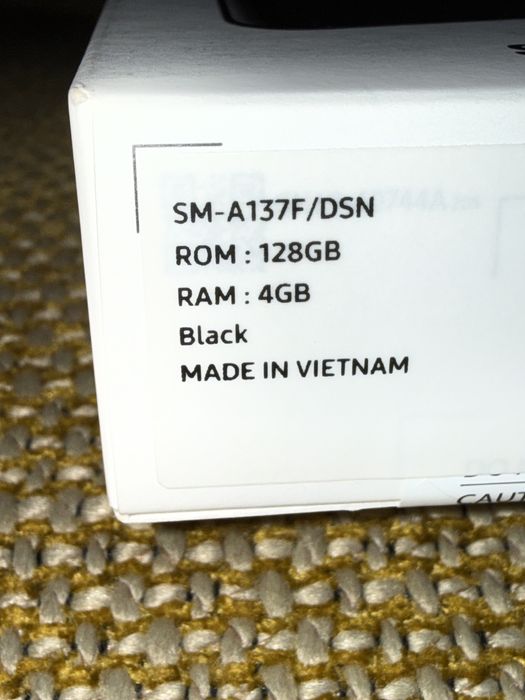 SM-A137F/DSN
ROM : 128GB
RAM : 4GB
Black
MADE IN VIETNAM